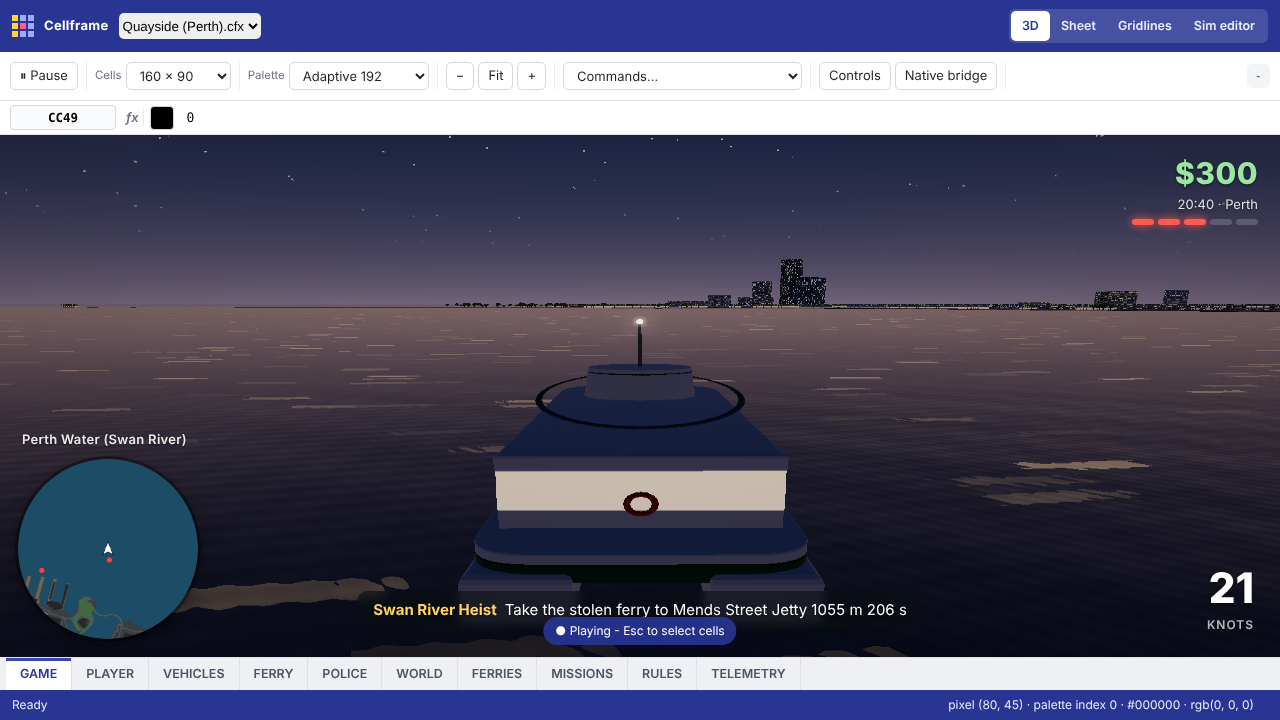 Cellframe Quayside (Perth).cfx 3D Sheet Gridlines Sim editor
Pause Cells 160 × 90 Palette Adaptive 192 − Fit + Commands... Controls Native bridge -
CC49 fx 0
$300
20:40 · Perth
Perth Water (Swan River)
Swan River Heist Take the stolen ferry to Mends Street Jetty 1055 m 206 s
Playing - Esc to select cells
21
KNOTS
GAME PLAYER VEHICLES FERRY POLICE WORLD FERRIES MISSIONS RULES TELEMETRY
Ready pixel (80, 45) · palette index 0 · #000000 · rgb(0, 0, 0)